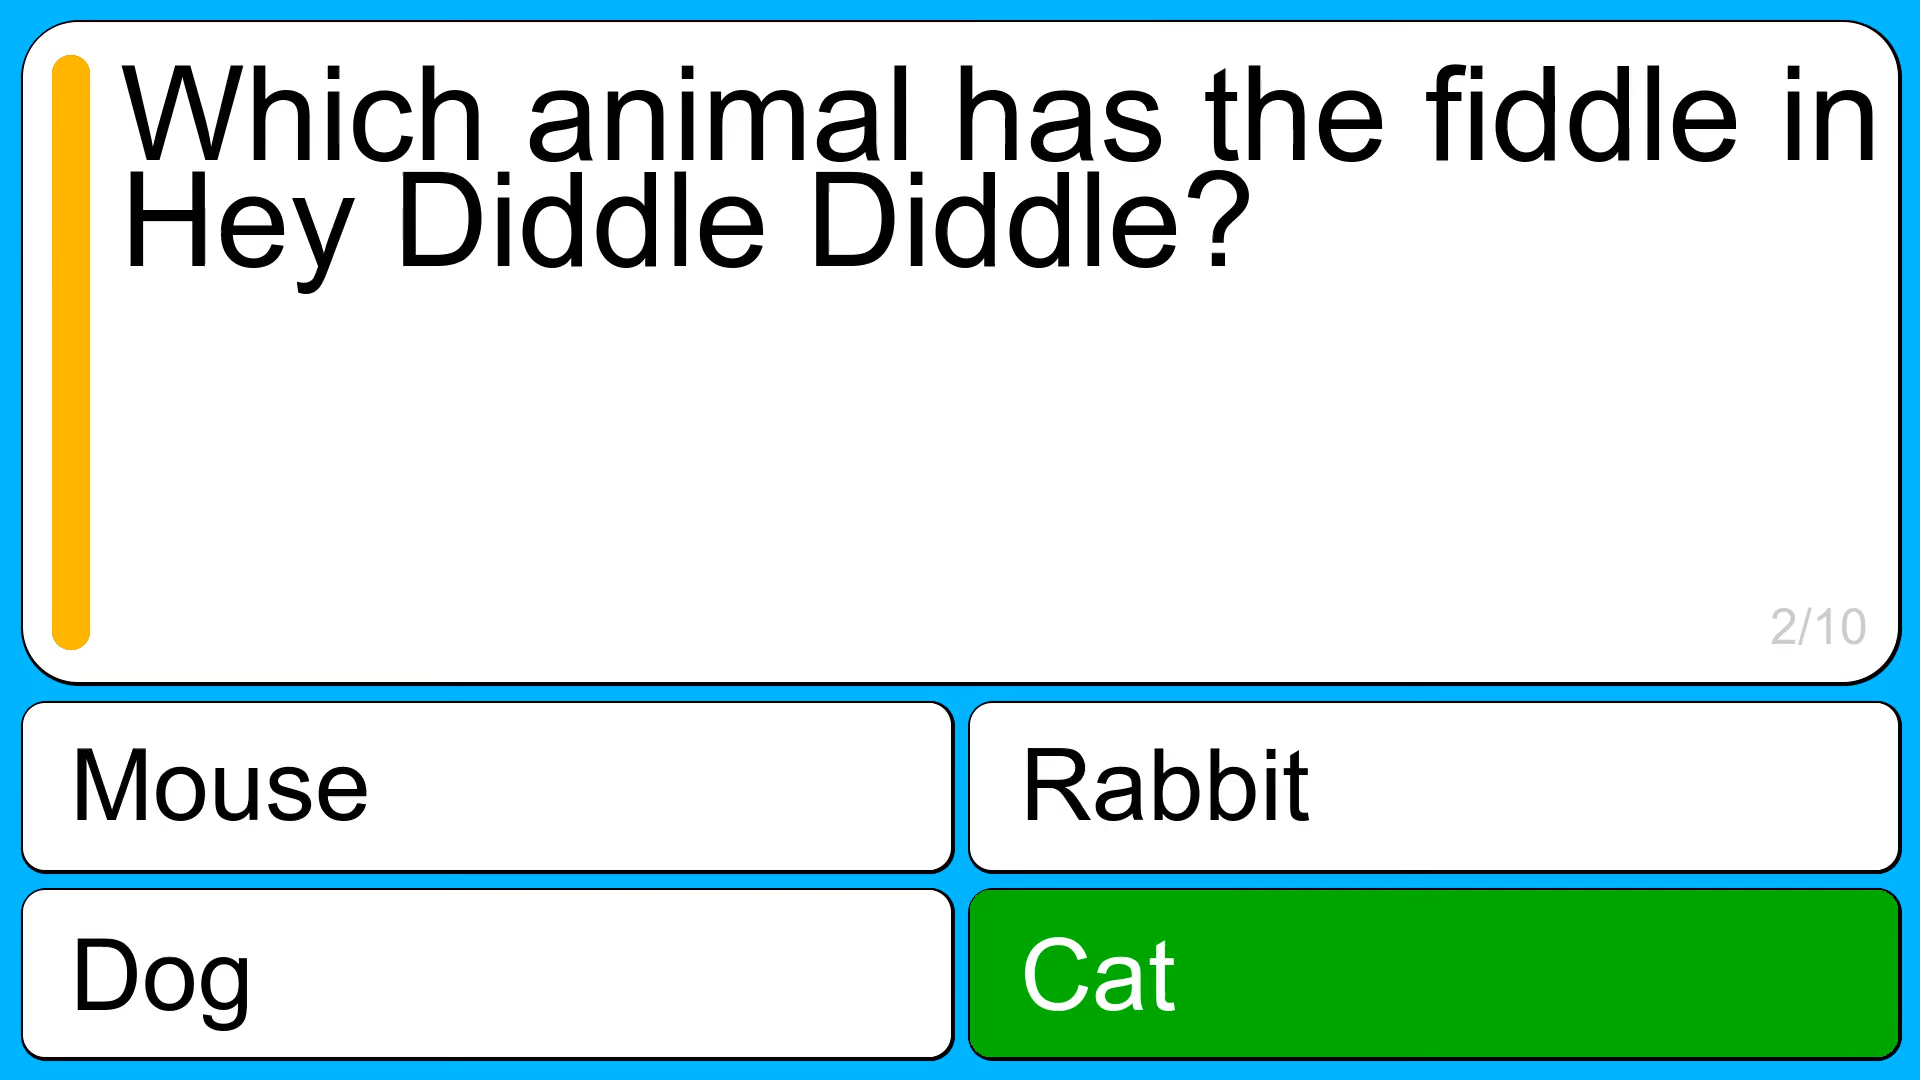 Which animal has the fiddle in
Hey Diddle Diddle?
2/10
Mouse
Rabbit
Dog
Cat